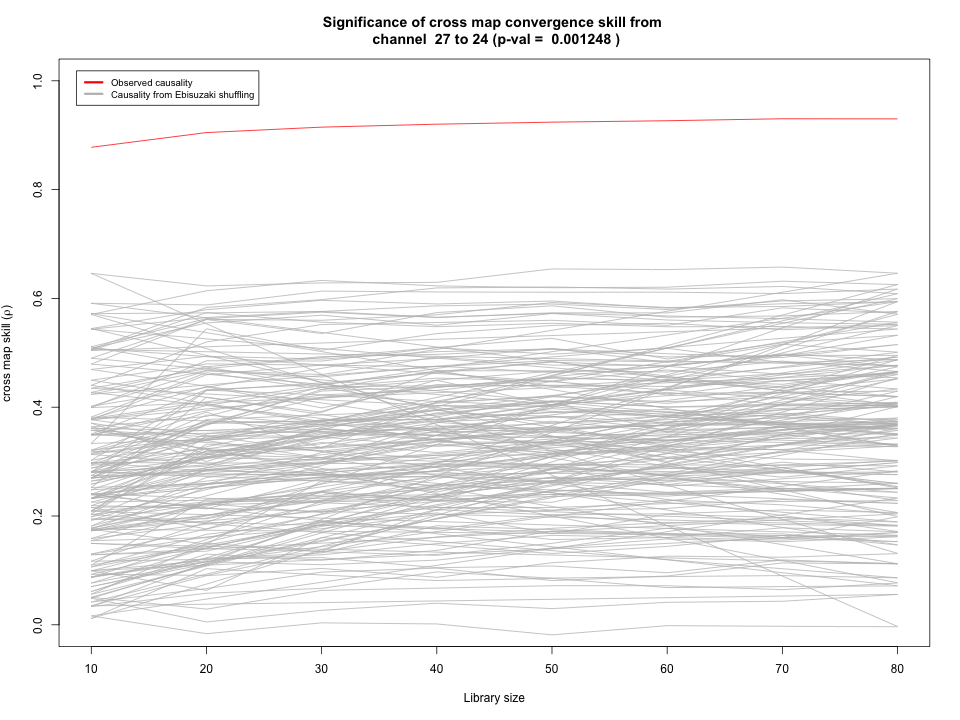 Significance of cross map convergence skill from
channel  27 to 24 (p-val =  0.001248 )
Observed causality
Causality from Ebisuzaki shuffling
cross map skill (ρ)
1.0
0.8
0.6
0.4
0.2
0.0
10 20 30 40 50 60 70 80
Library size